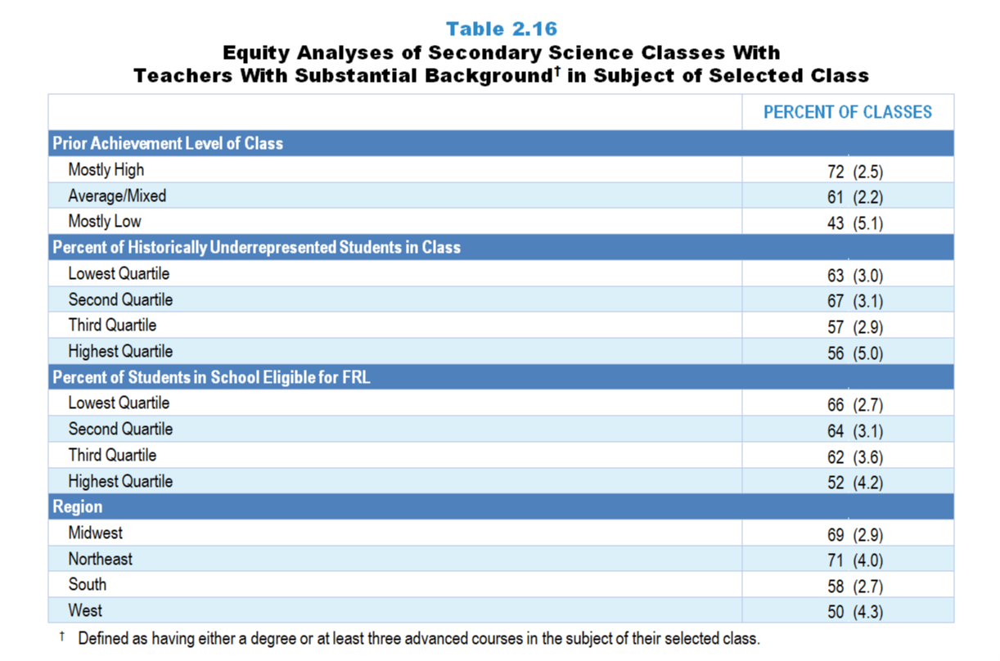 Table 2.16
Equity Analyses of Secondary Science Classes With
Teachers With Substantial Background† in Subject of Selected Class
PERCENT OF CLASSES
Prior Achievement Level of Class
Mostly High 72 (2.5)
Average/Mixed 61 (2.2)
Mostly Low 43 (5.1)
Percent of Historically Underrepresented Students in Class
Lowest Quartile 63 (3.0)
Second Quartile 67 (3.1)
Third Quartile 57 (2.9)
Highest Quartile 56 (5.0)
Percent of Students in School Eligible for FRL
Lowest Quartile 66 (2.7)
Second Quartile 64 (3.1)
Third Quartile 62 (3.6)
Highest Quartile 52 (4.2)
Region
Midwest 69 (2.9)
Northeast 71 (4.0)
South 58 (2.7)
West 50 (4.3)
† Defined as having either a degree or at least three advanced courses in the subject of their selected class.